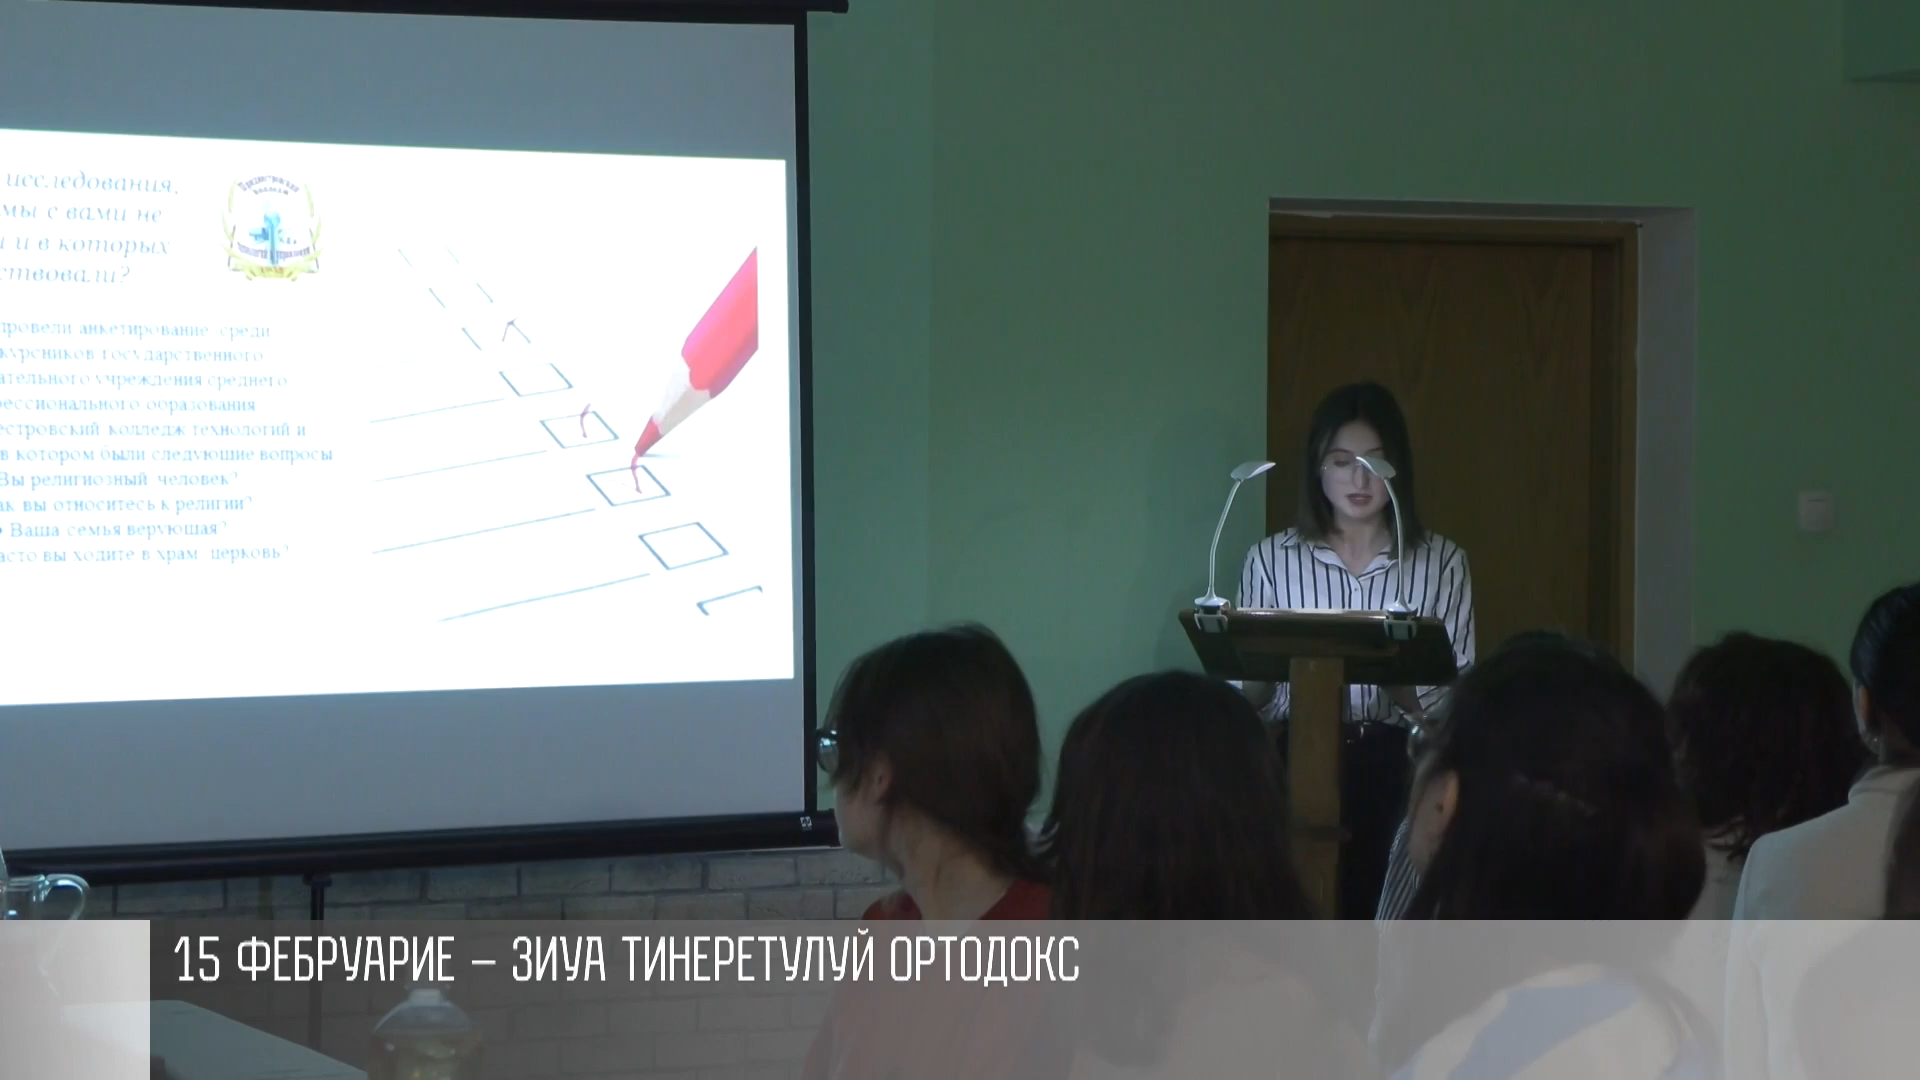 исследования,
мы с вами не
и в которых
ствовали?
провели анкетирование среди
курсников государственного
ательного учреждения среднего
ессионального образования
естровский колледж технологий и
в котором были следующие вопросы
Вы религиозный человек?
ак вы относитесь к религии?
• Ваша семья верующая?
асто вы ходите в храм церковь?
15 ФЕБРУАРИЕ – ЗИУА ТИНЕРЕТУЛУЙ ОРТОДОКС